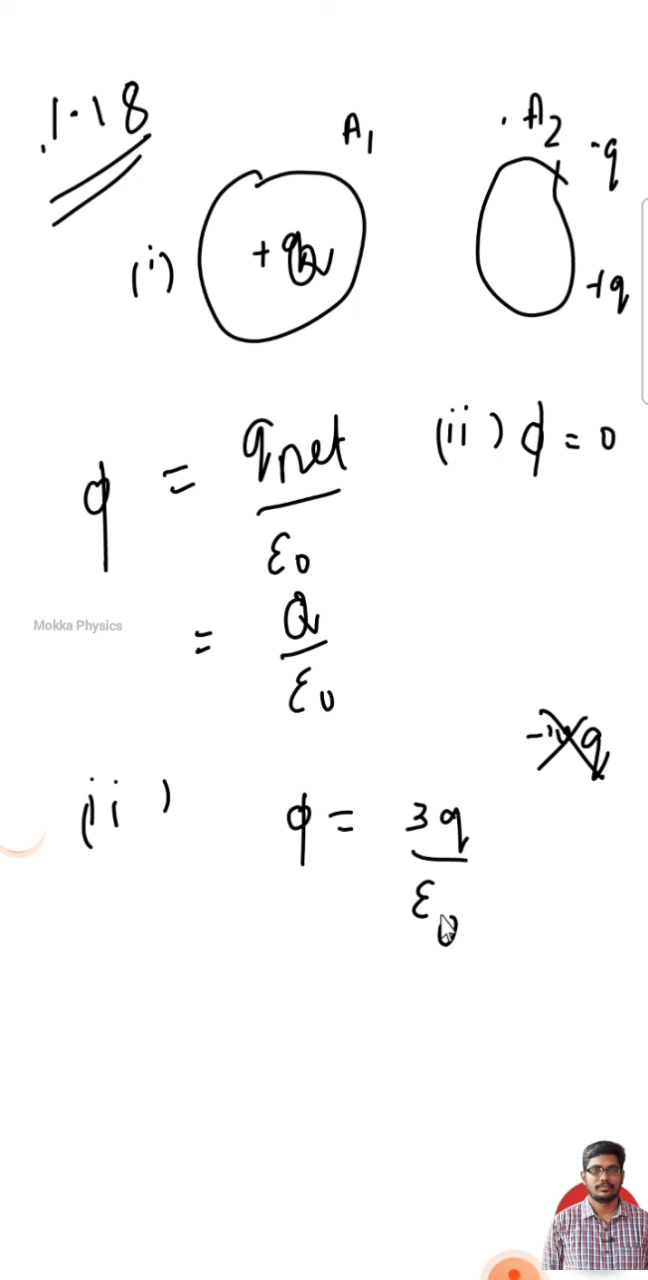 1.18
A₁
A₂
-q
(i)
+Q
+q
ϕ = qnet/ε₀
(ii) ϕ = 0
Mokka Physics
= Q/ε₀
(ii) ϕ = 3q/ε₀